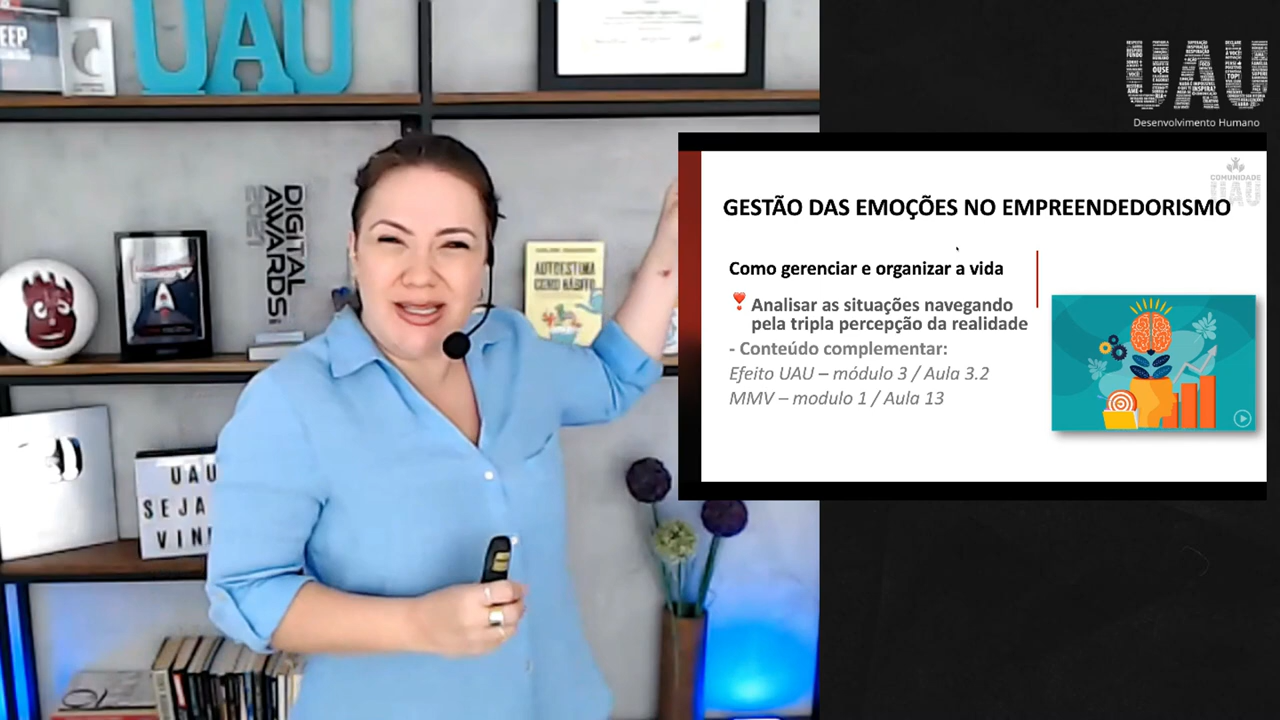 UAU
EEP
DIGITAL
AWARDS
2021
AUTOESTIMA
COMO HÁBITO
UAU
SEJA
VIN
Desenvolvimento Humano
COMUNIDADE
UAU
GESTÃO DAS EMOÇÕES NO EMPREENDEDORISMO
Como gerenciar e organizar a vida
Analisar as situações navegando
pela tripla percepção da realidade
- Conteúdo complementar:
Efeito UAU – módulo 3 / Aula 3.2
MMV – modulo 1 / Aula 13